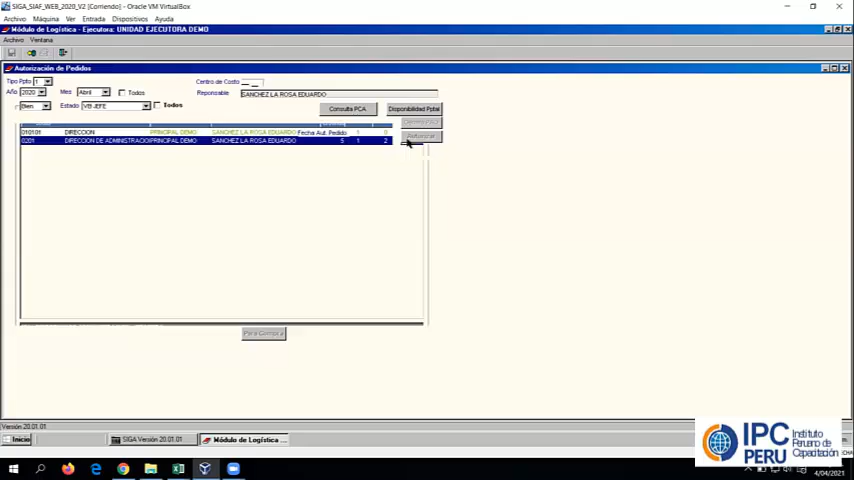 SIGA_SIAF_WEB_2020_V2 [Corriendo] - Oracle VM VirtualBox
Archivo Máquina Ver Entrada Dispositivos Ayuda
Módulo de Logística - Ejecutora: UNIDAD EJECUTORA DEMO
Archivo Ventana
Autorización de Pedidos
Tipo Ppto 1 Centro de Costo
Año 2020 Mes Abril Todos Reponsable SANCHEZ LA ROSA EDUARDO
Bien Estado VB JEFE Todos Consulta PCA Disponibilidad Pptal
Autorizar
010101 DIRECCION PRINCIPAL DEMO SANCHEZ LA ROSA EDUARDO Fecha Aut. Pedido 1 0
0201 DIRECCION DE ADMINISTRACIO PRINCIPAL DEMO SANCHEZ LA ROSA EDUARDO 5 1 2
Para Compra
Versión 20.01.01
Inicio SIGA Versión 20.01.01 Módulo de Logística ...
IPC PERU Instituto Peruano de Capacitación
4/04/2021